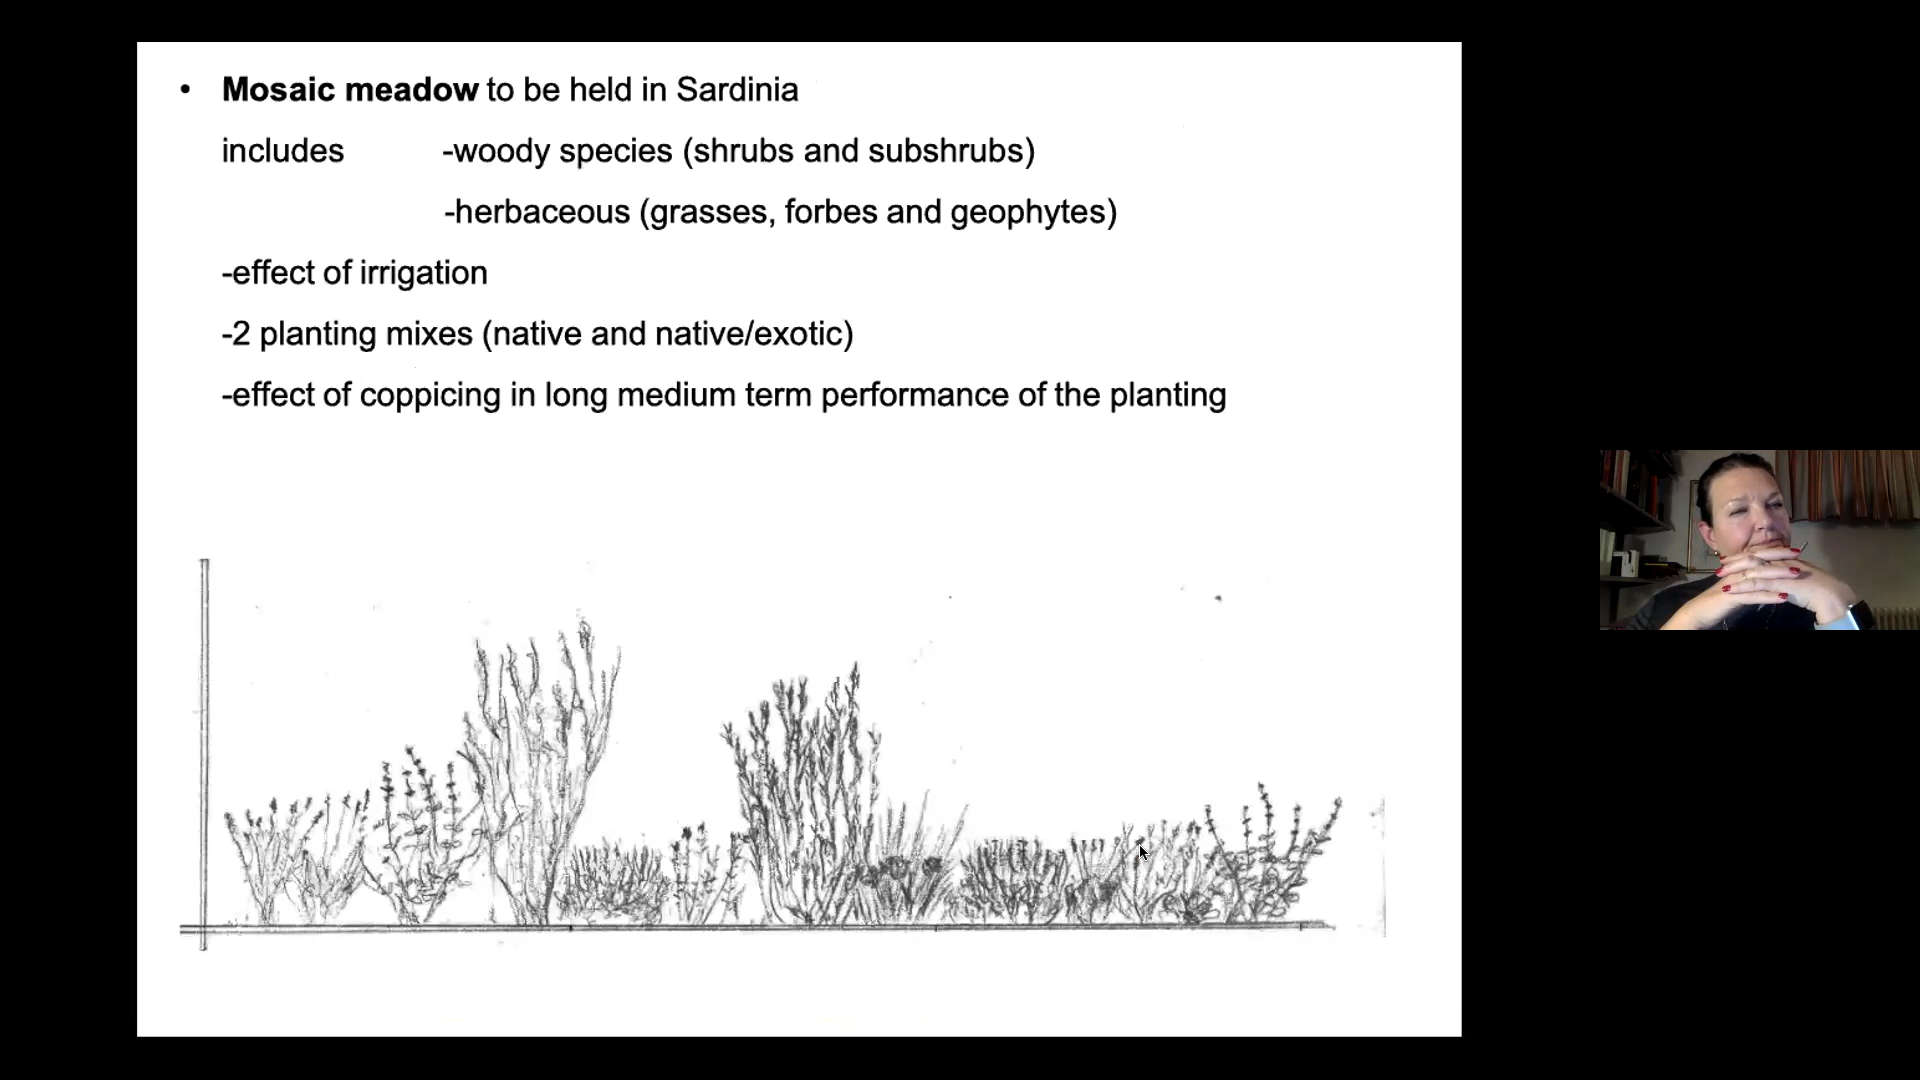 • Mosaic meadow to be held in Sardinia
includes -woody species (shrubs and subshrubs)
-herbaceous (grasses, forbes and geophytes)
-effect of irrigation
-2 planting mixes (native and native/exotic)
-effect of coppicing in long medium term performance of the planting